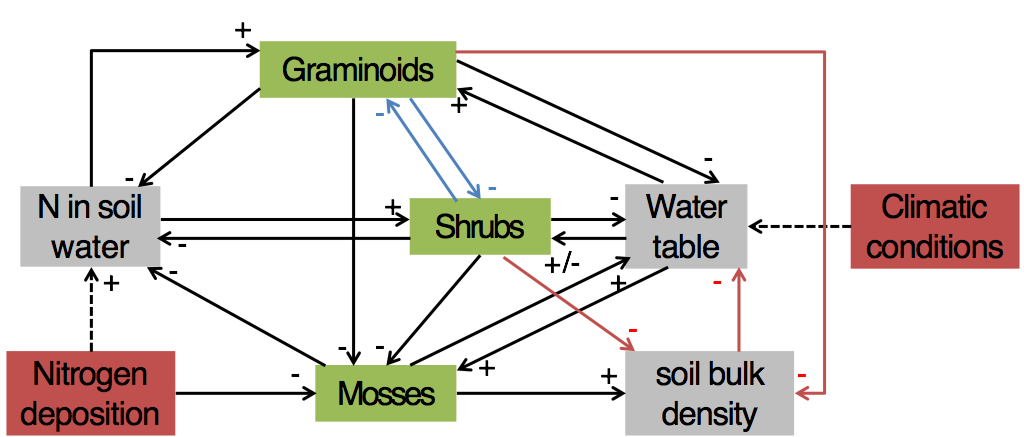 +
Graminoids
-
+
-
-
-
N in soil
water
+
-
Shrubs
-
+/-
Water
table
Climatic
conditions
-
+
-
-
+
-
-
Nitrogen
deposition
-
Mosses
+
+
soil bulk
density
-